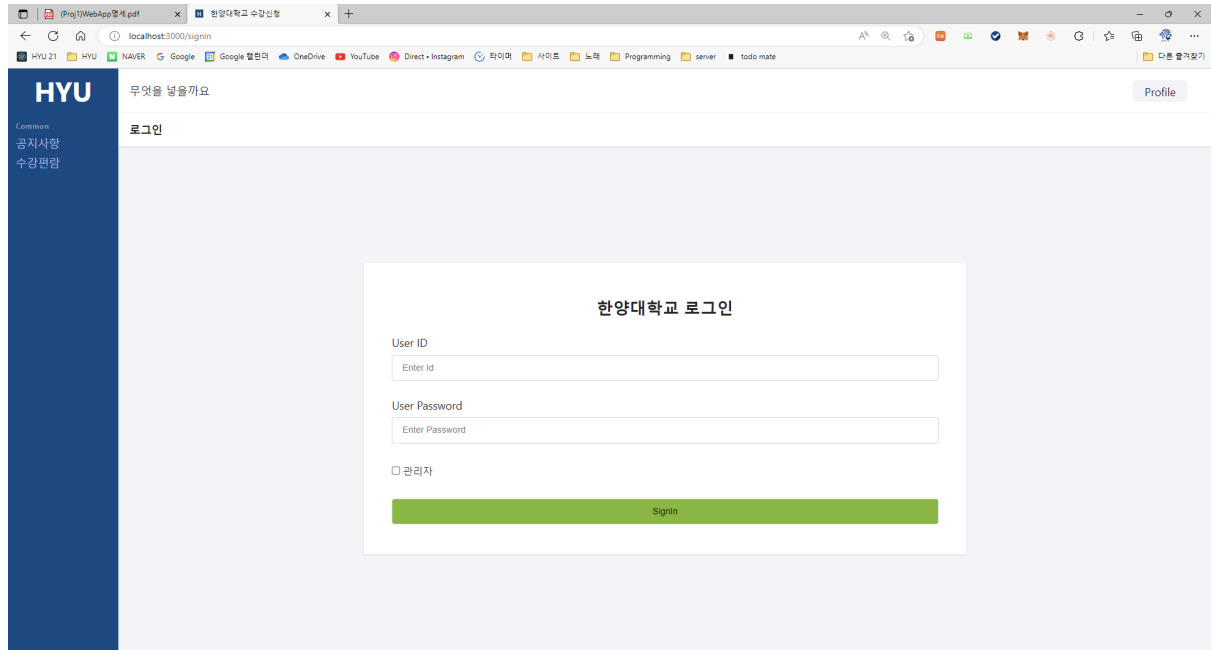 (Proj1)WebApp명세.pdf
한양대학교 수강신청
localhost:3000/signin
HYU 21 HYU NAVER Google Google 캘린더 OneDrive YouTube Direct • Instagram 타이머 사이트 노래 Programming server todo mate 다른 즐겨찾기
HYU
무엇을 넣을까요
Profile
Common
공지사항
수강편람
로그인
한양대학교 로그인
User ID
Enter Id
User Password
Enter Password
관리자
SignIn